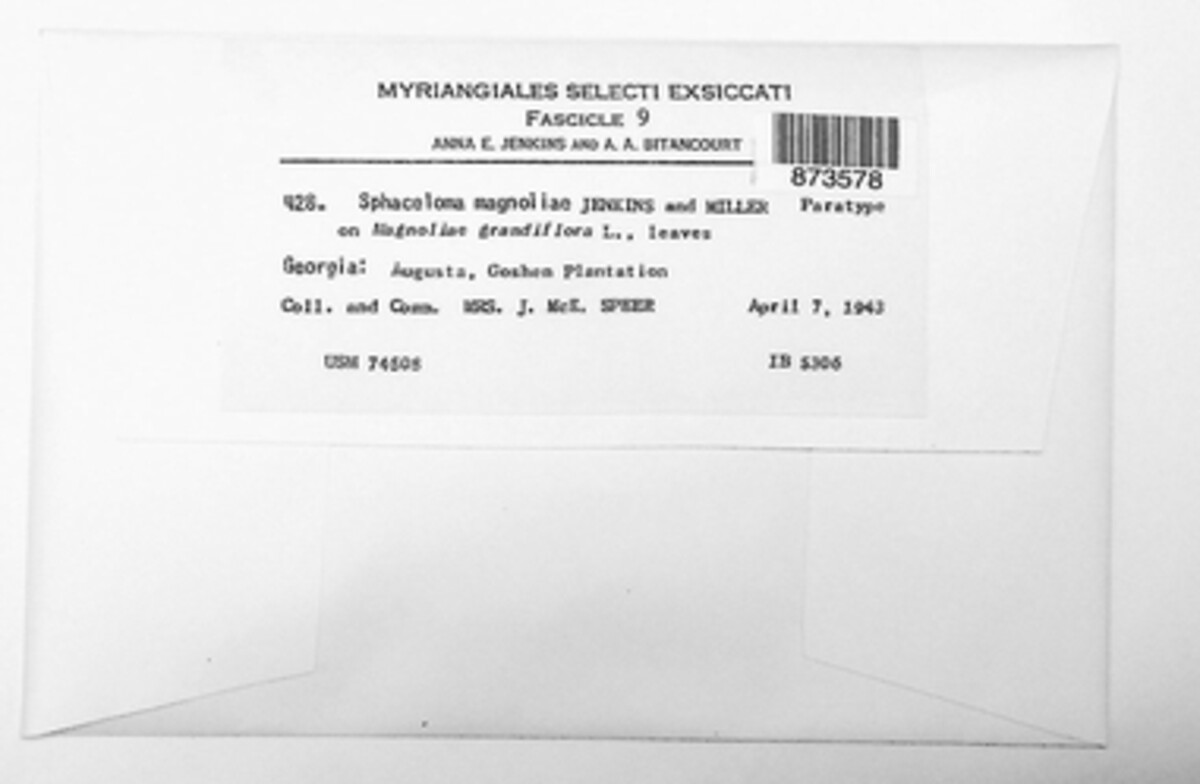 MYRIANGIALES SELECTI EXSICCATI
FASCICLE 9
ANNA E. JENKINS AND A. A. BITANCOURT
873578
428. Sphaceloma magnoliae JENKINS and MILLER Paratype
on Magnoliae grandiflora L., leaves
Georgia: Augusta, Goshen Plantation
Coll. and Comm. MRS. J. McK. SPEER April 7, 1943
USM 74508 IB 5306